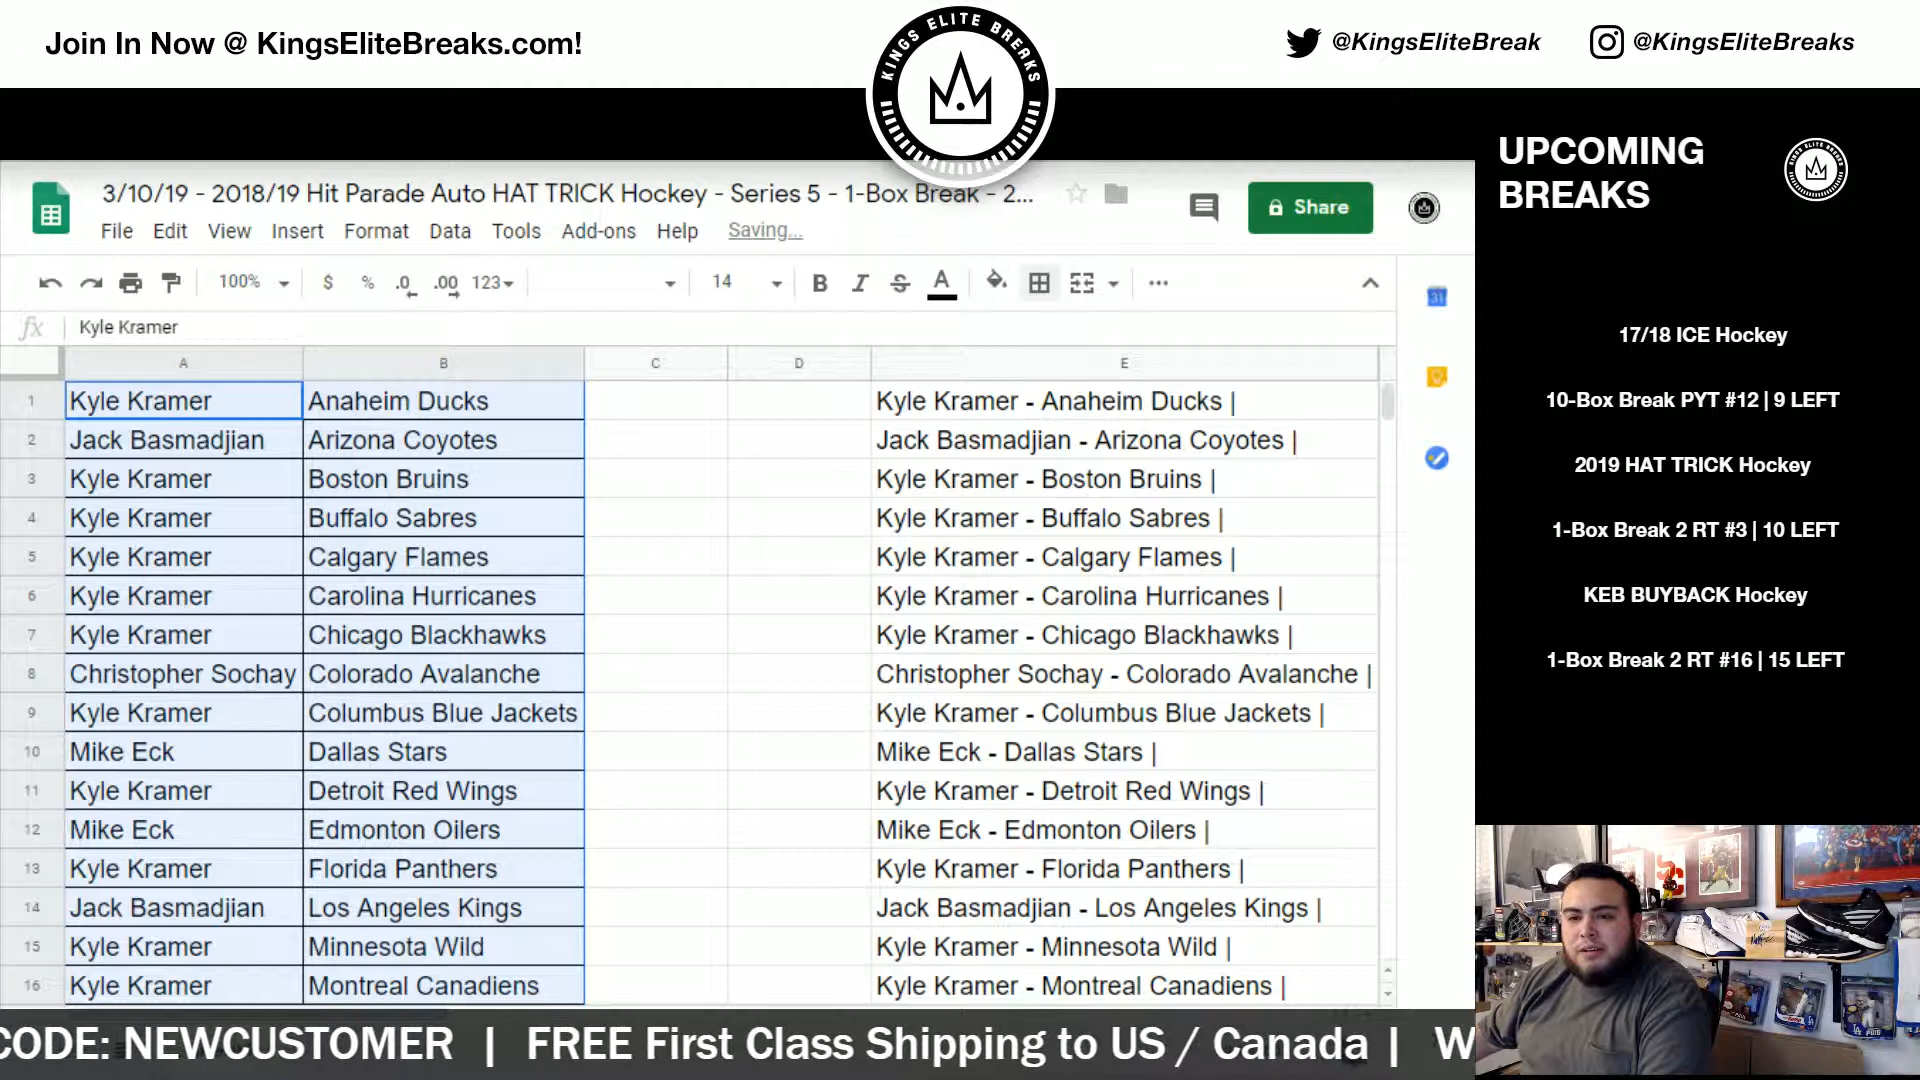 Join In Now @ KingsEliteBreaks.com!
KINGS ELITE BREAKS
@KingsEliteBreak
@KingsEliteBreaks
UPCOMING
BREAKS
17/18 ICE Hockey
10-Box Break PYT #12 | 9 LEFT
2019 HAT TRICK Hockey
1-Box Break 2 RT #3 | 10 LEFT
KEB BUYBACK Hockey
1-Box Break 2 RT #16 | 15 LEFT
3/10/19 - 2018/19 Hit Parade Auto HAT TRICK Hockey - Series 5 - 1-Box Break - 2...
Share
File Edit View Insert Format Data Tools Add-ons Help Saving...
100% $ % .0 .00 123 14 B I S A ...
31
fx Kyle Kramer
A B C D E
1 Kyle Kramer Anaheim Ducks Kyle Kramer - Anaheim Ducks |
2 Jack Basmadjian Arizona Coyotes Jack Basmadjian - Arizona Coyotes |
3 Kyle Kramer Boston Bruins Kyle Kramer - Boston Bruins |
4 Kyle Kramer Buffalo Sabres Kyle Kramer - Buffalo Sabres |
5 Kyle Kramer Calgary Flames Kyle Kramer - Calgary Flames |
6 Kyle Kramer Carolina Hurricanes Kyle Kramer - Carolina Hurricanes |
7 Kyle Kramer Chicago Blackhawks Kyle Kramer - Chicago Blackhawks |
8 Christopher Sochay Colorado Avalanche Christopher Sochay - Colorado Avalanche |
9 Kyle Kramer Columbus Blue Jackets Kyle Kramer - Columbus Blue Jackets |
10 Mike Eck Dallas Stars Mike Eck - Dallas Stars |
11 Kyle Kramer Detroit Red Wings Kyle Kramer - Detroit Red Wings |
12 Mike Eck Edmonton Oilers Mike Eck - Edmonton Oilers |
13 Kyle Kramer Florida Panthers Kyle Kramer - Florida Panthers |
14 Jack Basmadjian Los Angeles Kings Jack Basmadjian - Los Angeles Kings |
15 Kyle Kramer Minnesota Wild Kyle Kramer - Minnesota Wild |
16 Kyle Kramer Montreal Canadiens Kyle Kramer - Montreal Canadiens |
CODE: NEWCUSTOMER | FREE First Class Shipping to US / Canada | W